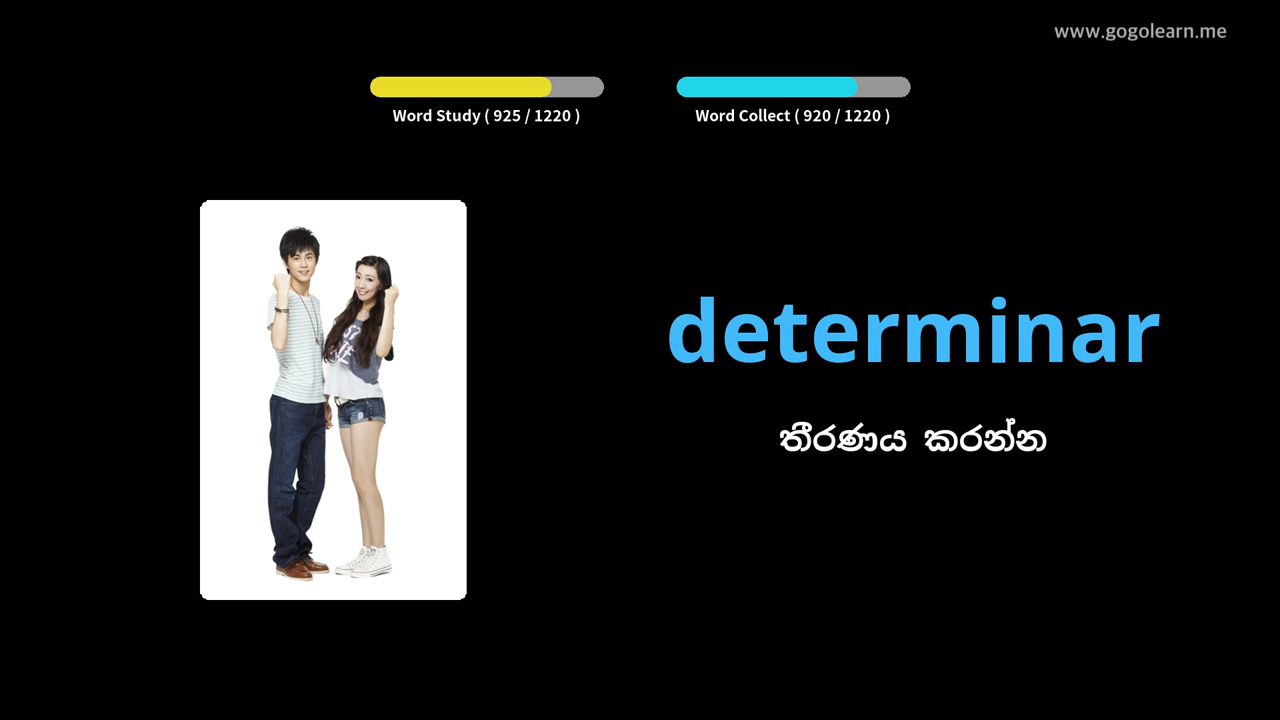 www.gogolearn.me
Word Study ( 925 / 1220 )
Word Collect ( 920 / 1220 )
determinar
තීරණය කරන්න